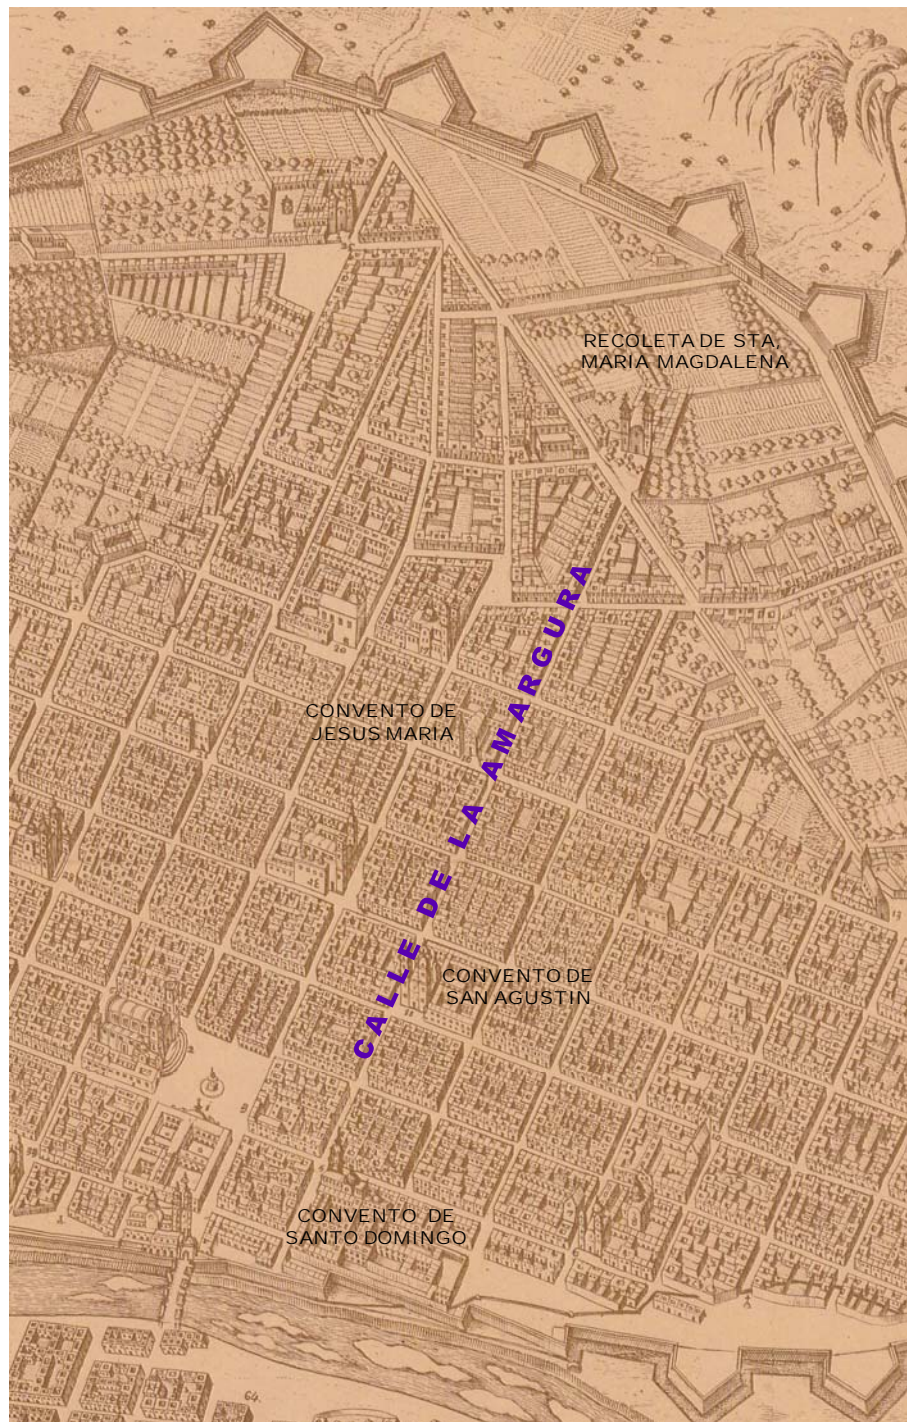 RECOLETA DE STA,
MARIA MAGDALENA
CONVENTO DE
JESUS MARIA
CALLE DE LA AMARGURA
CONVENTO DE
SAN AGUSTIN
CONVENTO DE
SANTO DOMINGO
64.